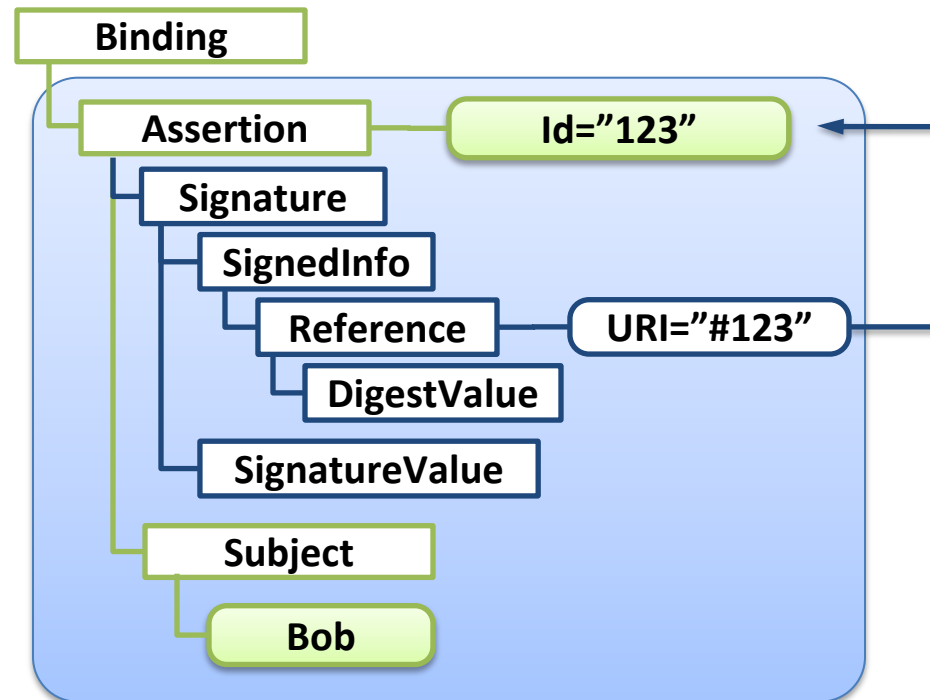 Binding
Assertion
Id=”123”
Signature
SignedInfo
Reference
URI=”#123”
DigestValue
SignatureValue
Subject
Bob